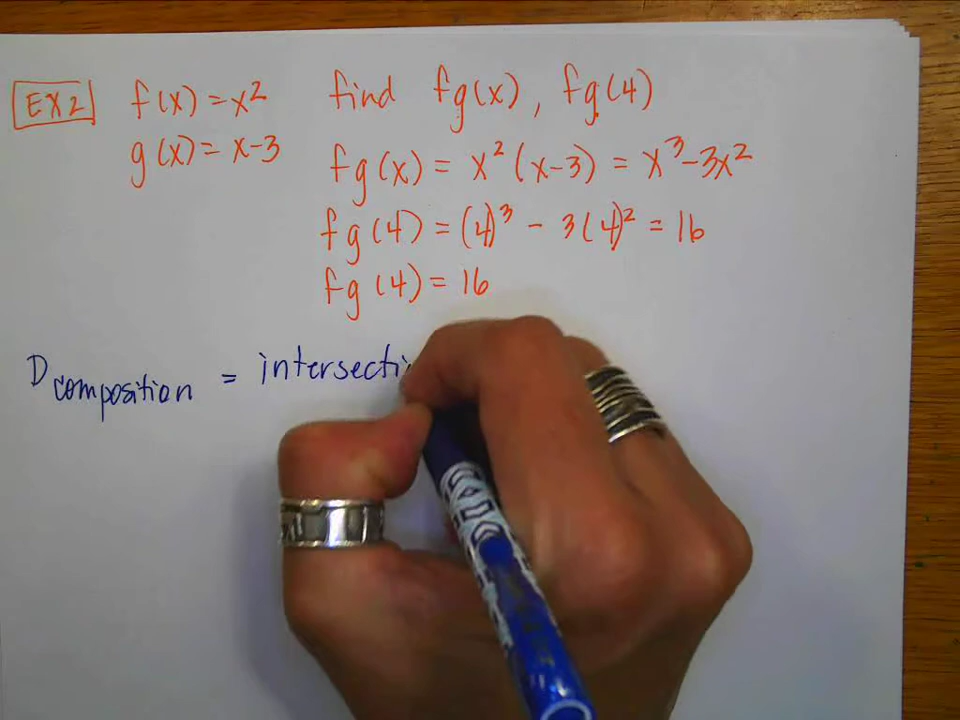 EX2 f(x) = x² find fg(x), fg(4)
g(x) = x-3
fg(x) = x²(x-3) = x³-3x²
fg(4) = (4)³ - 3(4)² = 16
fg(4) = 16
D composition = intersecti